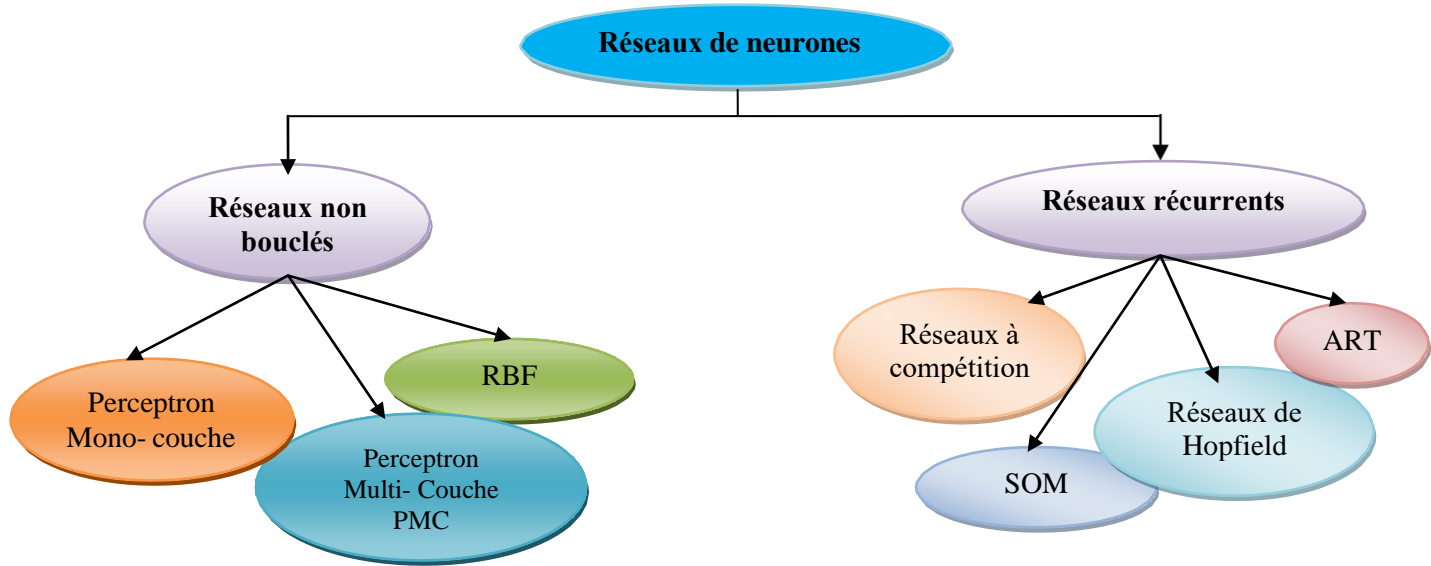 Réseaux de neurones
Réseaux non
bouclés
Réseaux récurrents
Perceptron
Mono- couche
RBF
Perceptron
Multi- Couche
PMC
Réseaux à
compétition
ART
Réseaux de
Hopfield
SOM